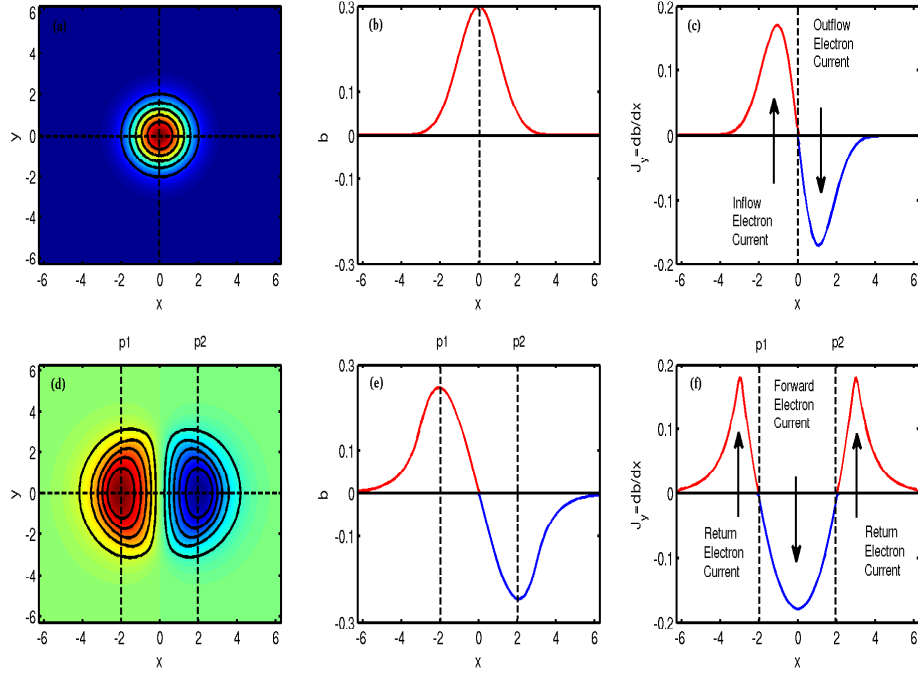 (a)
6
4
2
0
-2
-4
-6
y
-6 -4 -2 0 2 4 6
x
(b)
0.3
0.1
0
-0.1
-0.3
b
-6 -4 -2 0 2 4 6
x
(c)
0.2
0.1
0
-0.1
-0.2
J_y=db/dx
Outflow
Electron
Current
Inflow
Electron
Current
-6 -4 -2 0 2 4 6
x
p1 p2
(d)
6
4
2
0
-2
-4
-6
y
-6 -4 -2 0 2 4 6
x
p1 p2
(e)
0.3
0.1
0
-0.1
-0.3
b
-6 -4 -2 0 2 4 6
x
p1 p2
(f)
0.2
0.1
0
-0.1
-0.2
J_y=db/dx
Forward
Electron
Current
Return
Electron
Current
Return
Electron
Current
-6 -4 -2 0 2 4 6
x